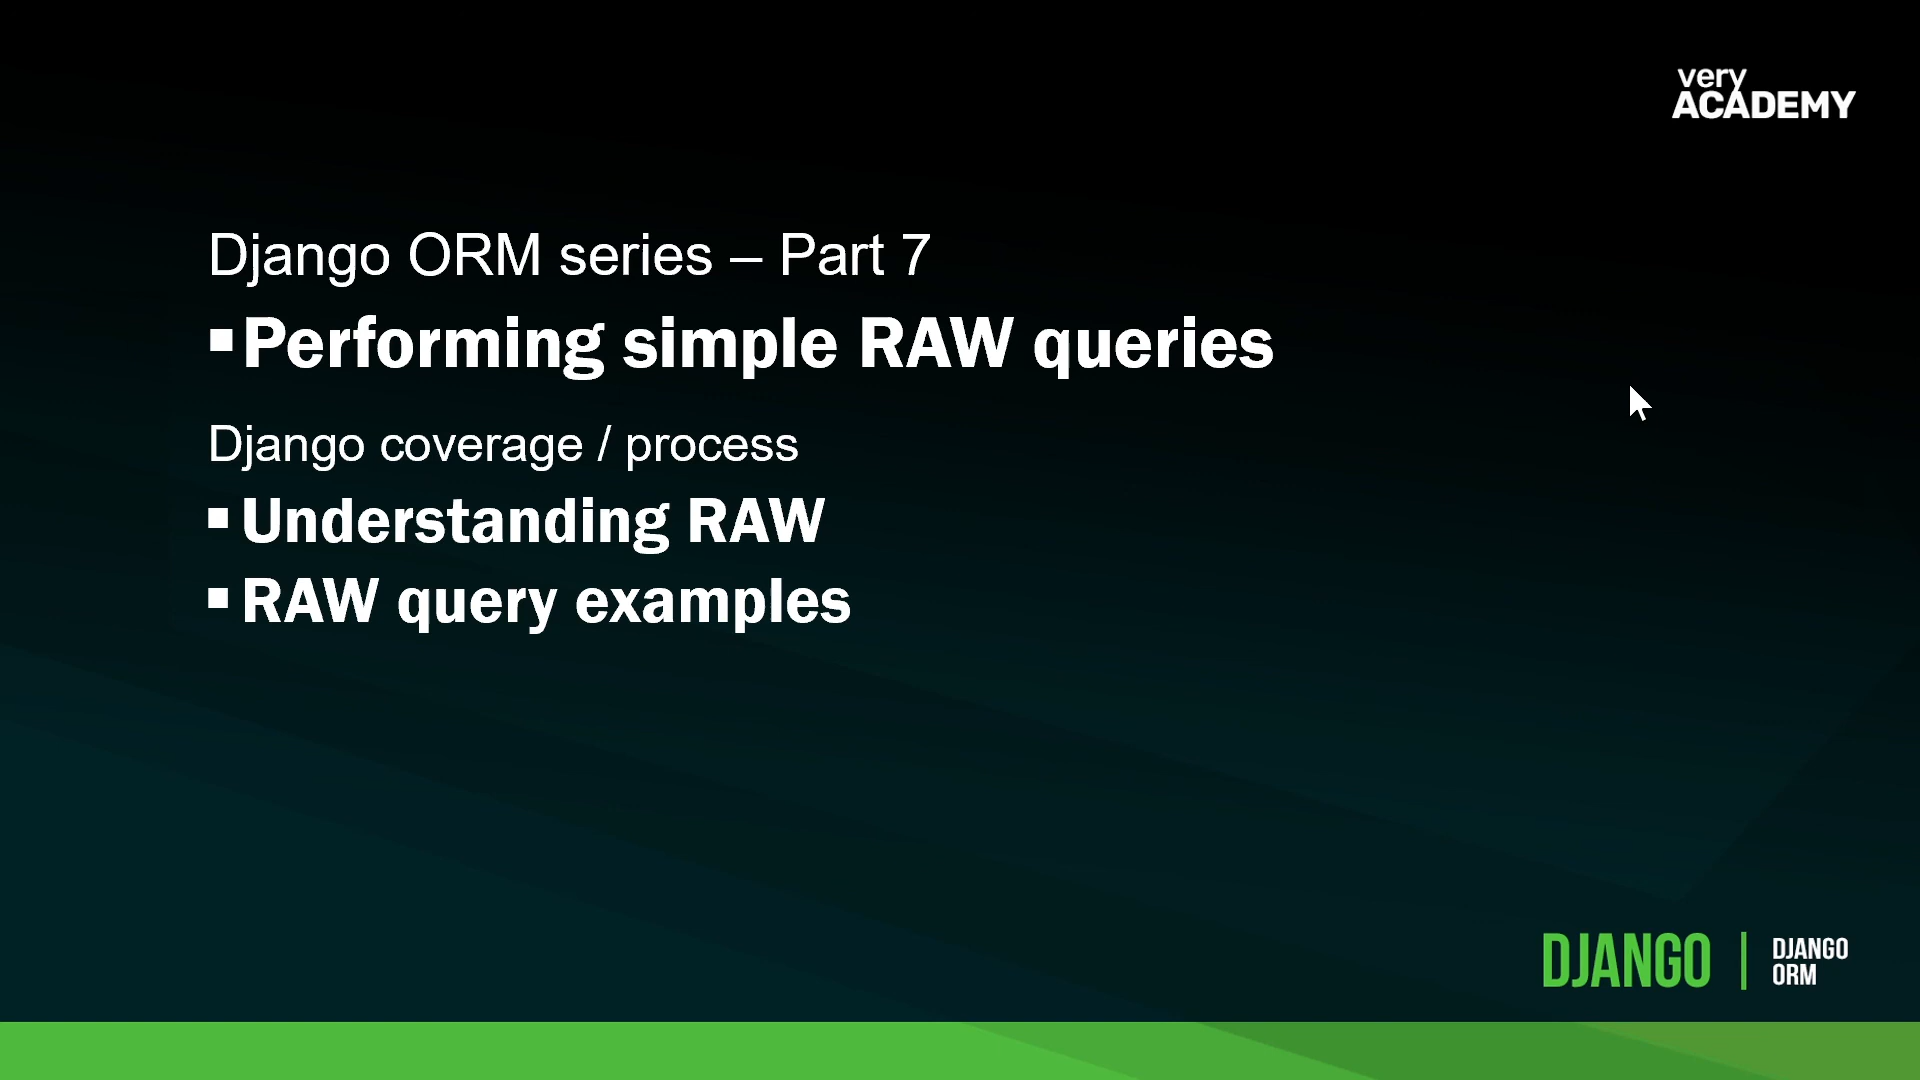 very
ACADEMY
Django ORM series – Part 7
▪Performing simple RAW queries
Django coverage / process
▪Understanding RAW
▪RAW query examples
DJANGO | DJANGO
ORM